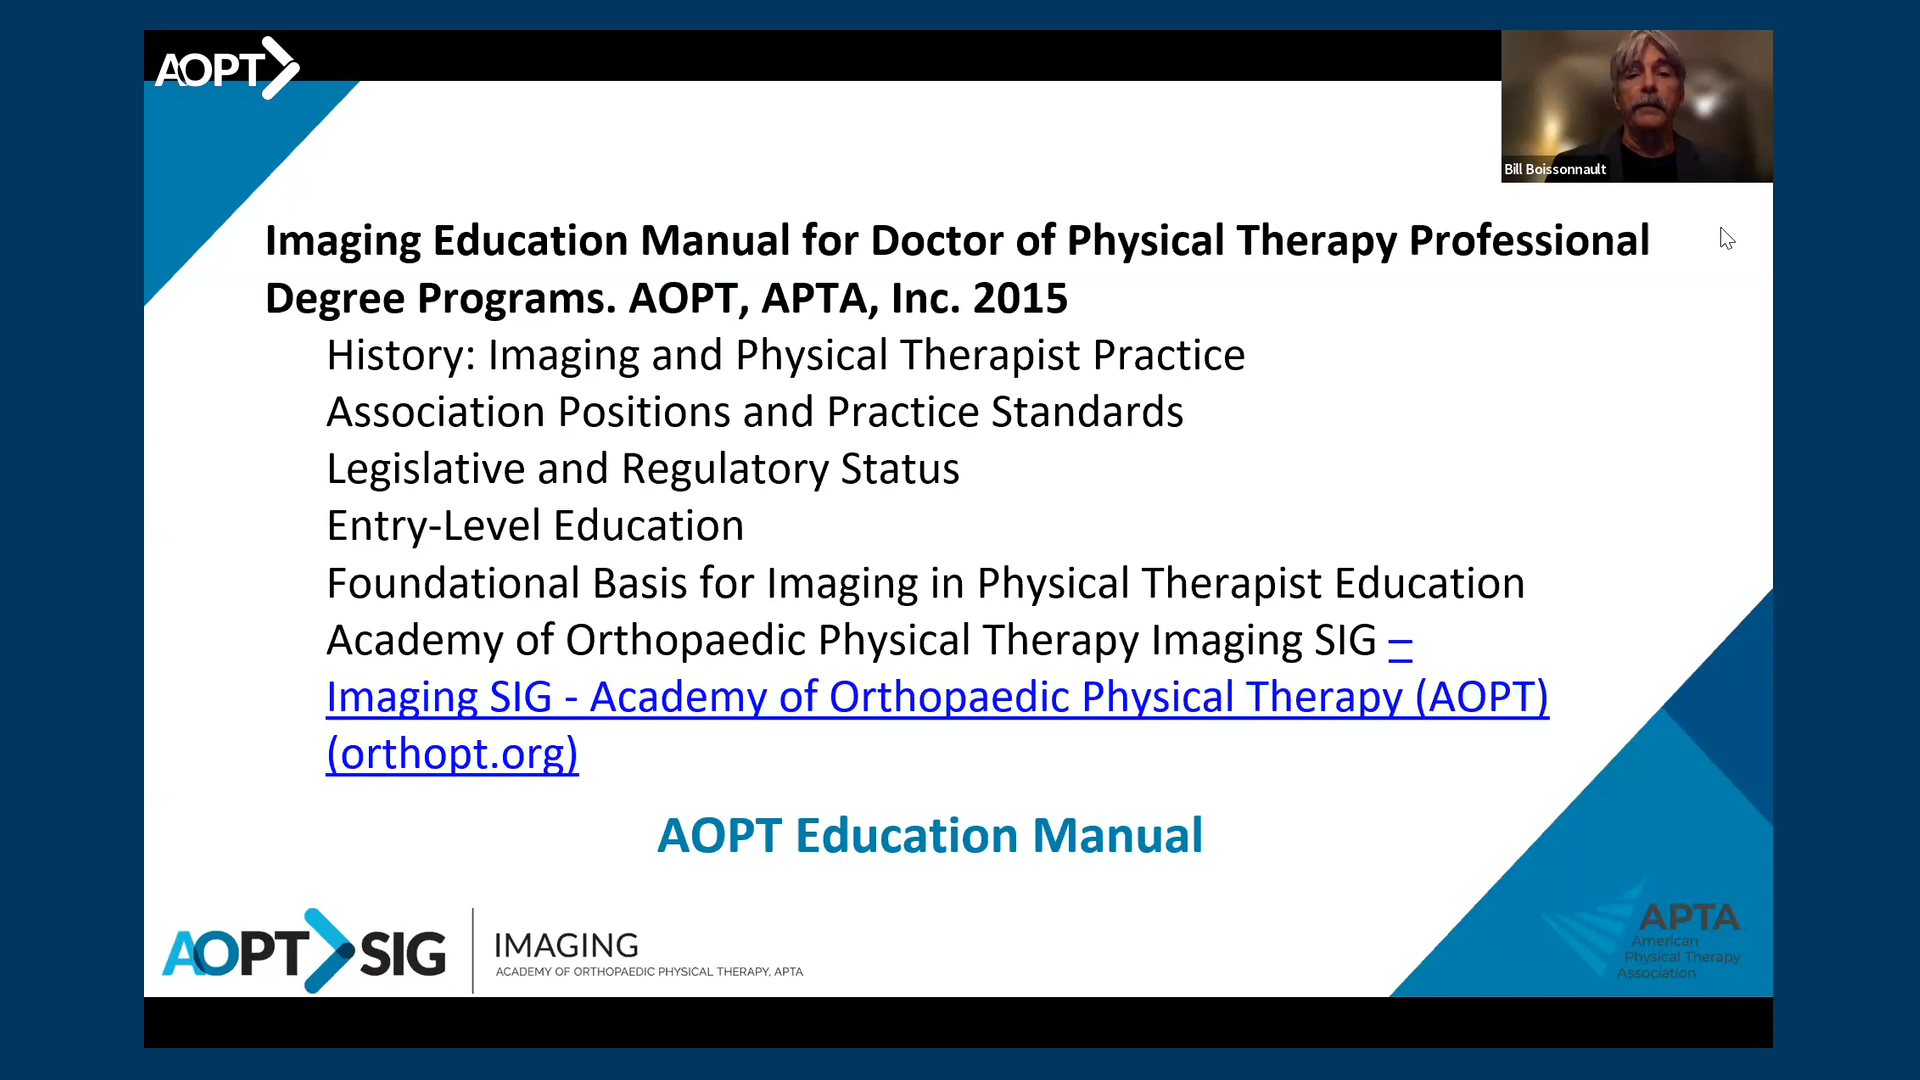 AOPT
Bill Boissonnault
Imaging Education Manual for Doctor of Physical Therapy Professional
Degree Programs. AOPT, APTA, Inc. 2015
History: Imaging and Physical Therapist Practice
Association Positions and Practice Standards
Legislative and Regulatory Status
Entry-Level Education
Foundational Basis for Imaging in Physical Therapist Education
Academy of Orthopaedic Physical Therapy Imaging SIG –
Imaging SIG - Academy of Orthopaedic Physical Therapy (AOPT)
(orthopt.org)
AOPT Education Manual
AOPT SIG
IMAGING
ACADEMY OF ORTHOPAEDIC PHYSICAL THERAPY, APTA
APTA
American
Physical Therapy
Association